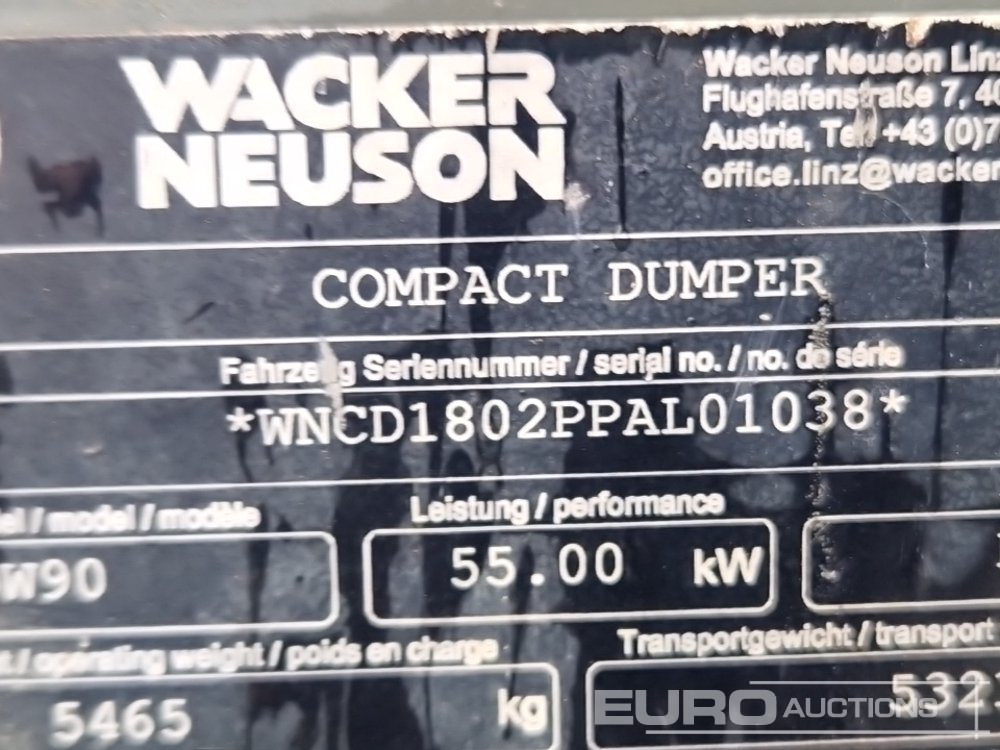 WACKER
NEUSON
Wacker Neuson Linz
Flughafenstraße 7, 40
Austria, Tel. +43 (0)7
office.linz@wacker
COMPACT DUMPER
Fahrzeug Seriennummer / serial no. / no. de série
*WNCD1802PPAL01038*
/ model / modèle
Leistung / performance
W90
55.00 kW
/ operating weight / poids en charge
Transportgewicht / transport
5465 kg
532
EURO AUCTIONS